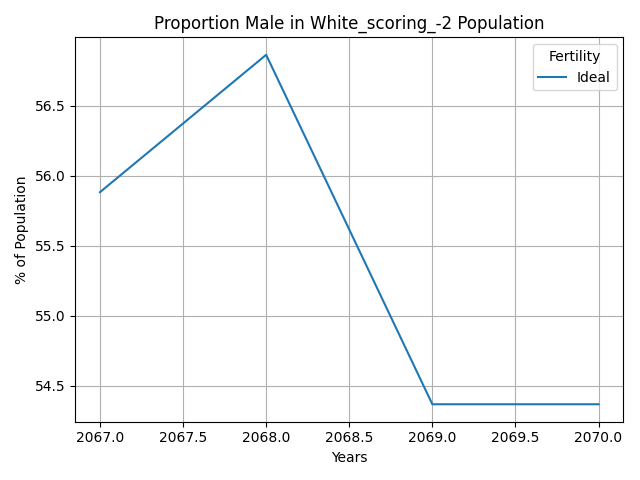 Proportion Male in White_scoring_-2 Population
Fertility
Ideal
% of Population
56.5
56.0
55.5
55.0
54.5
2067.0 2067.5 2068.0 2068.5 2069.0 2069.5 2070.0
Years